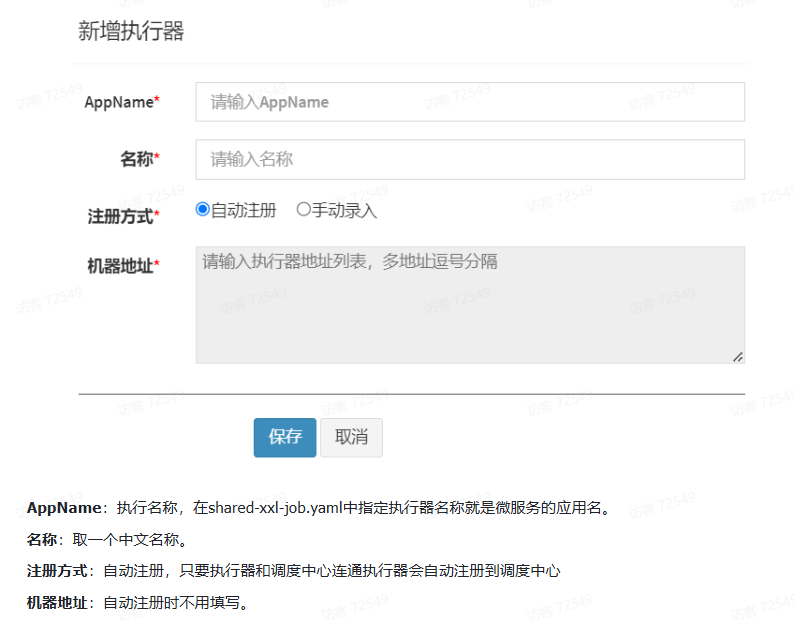 新增执行器
AppName*
请输入AppName
名称*
请输入名称
注册方式*
自动注册 手动录入
机器地址*
请输入执行器地址列表，多地址逗号分隔
保存 取消
AppName：执行名称，在shared-xxl-job.yaml中指定执行器名称就是微服务的应用名。
名称：取一个中文名称。
注册方式：自动注册，只要执行器和调度中心连通执行器会自动注册到调度中心
机器地址：自动注册时不用填写。
访客 72549